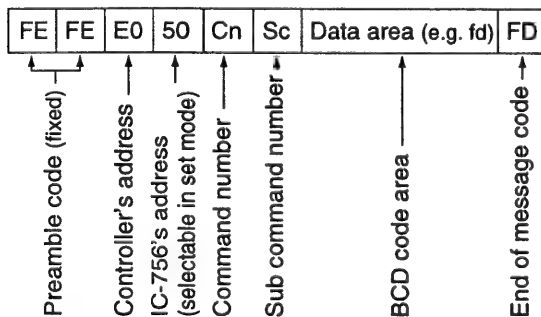 FE FE E0 50 Cn Sc Data area (e.g. fd) FD
Preamble code (fixed)
Controller's address
IC-756's address
(selectable in set mode)
Command number
Sub command number
BCD code area
End of message code